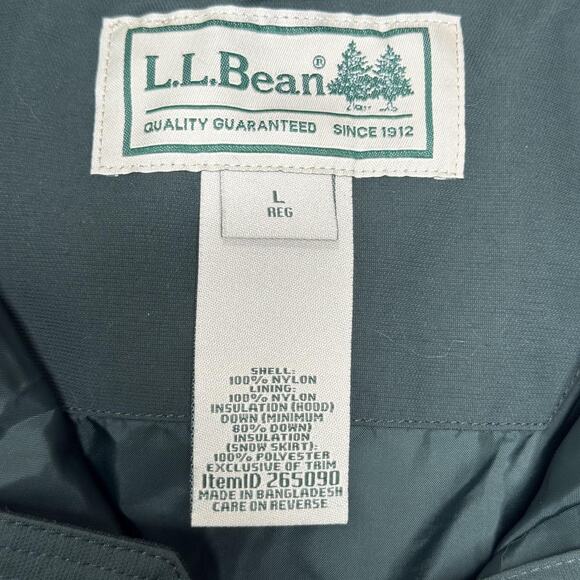 L.L.Bean®
QUALITY GUARANTEED SINCE 1912
L
REG
SHELL:
100% NYLON
LINING:
100% NYLON
INSULATION (HOOD)
DOWN (MINIMUM
80% DOWN)
INSULATION
(SNOW SKIRT):
100% POLYESTER
EXCLUSIVE OF TRIM
ItemID 265090
MADE IN BANGLADESH
CARE ON REVERSE